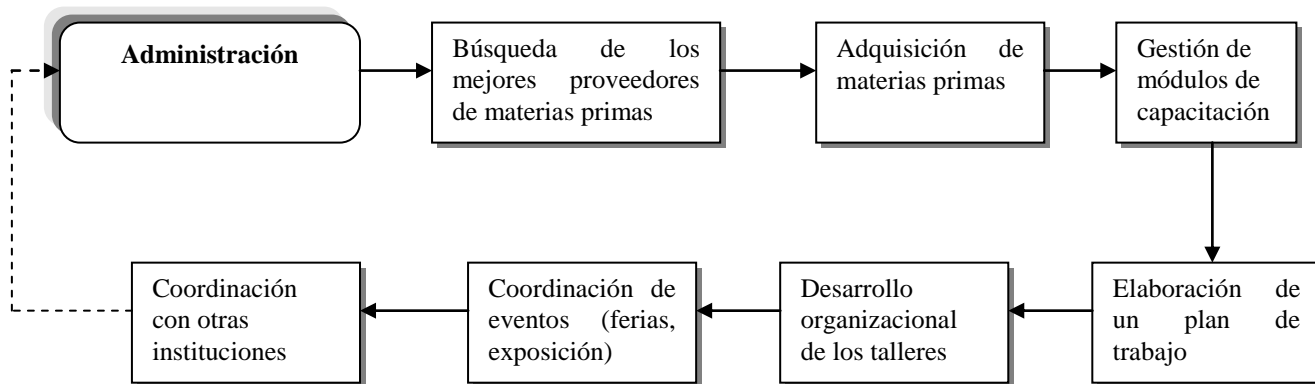 Administración
Búsqueda de los
mejores proveedores
de materias primas
Adquisición de
materias primas
Gestión de
módulos de
capacitación
Coordinación
con otras
instituciones
Coordinación de
eventos (ferias,
exposición)
Desarrollo
organizacional
de los talleres
Elaboración de
un plan de
trabajo